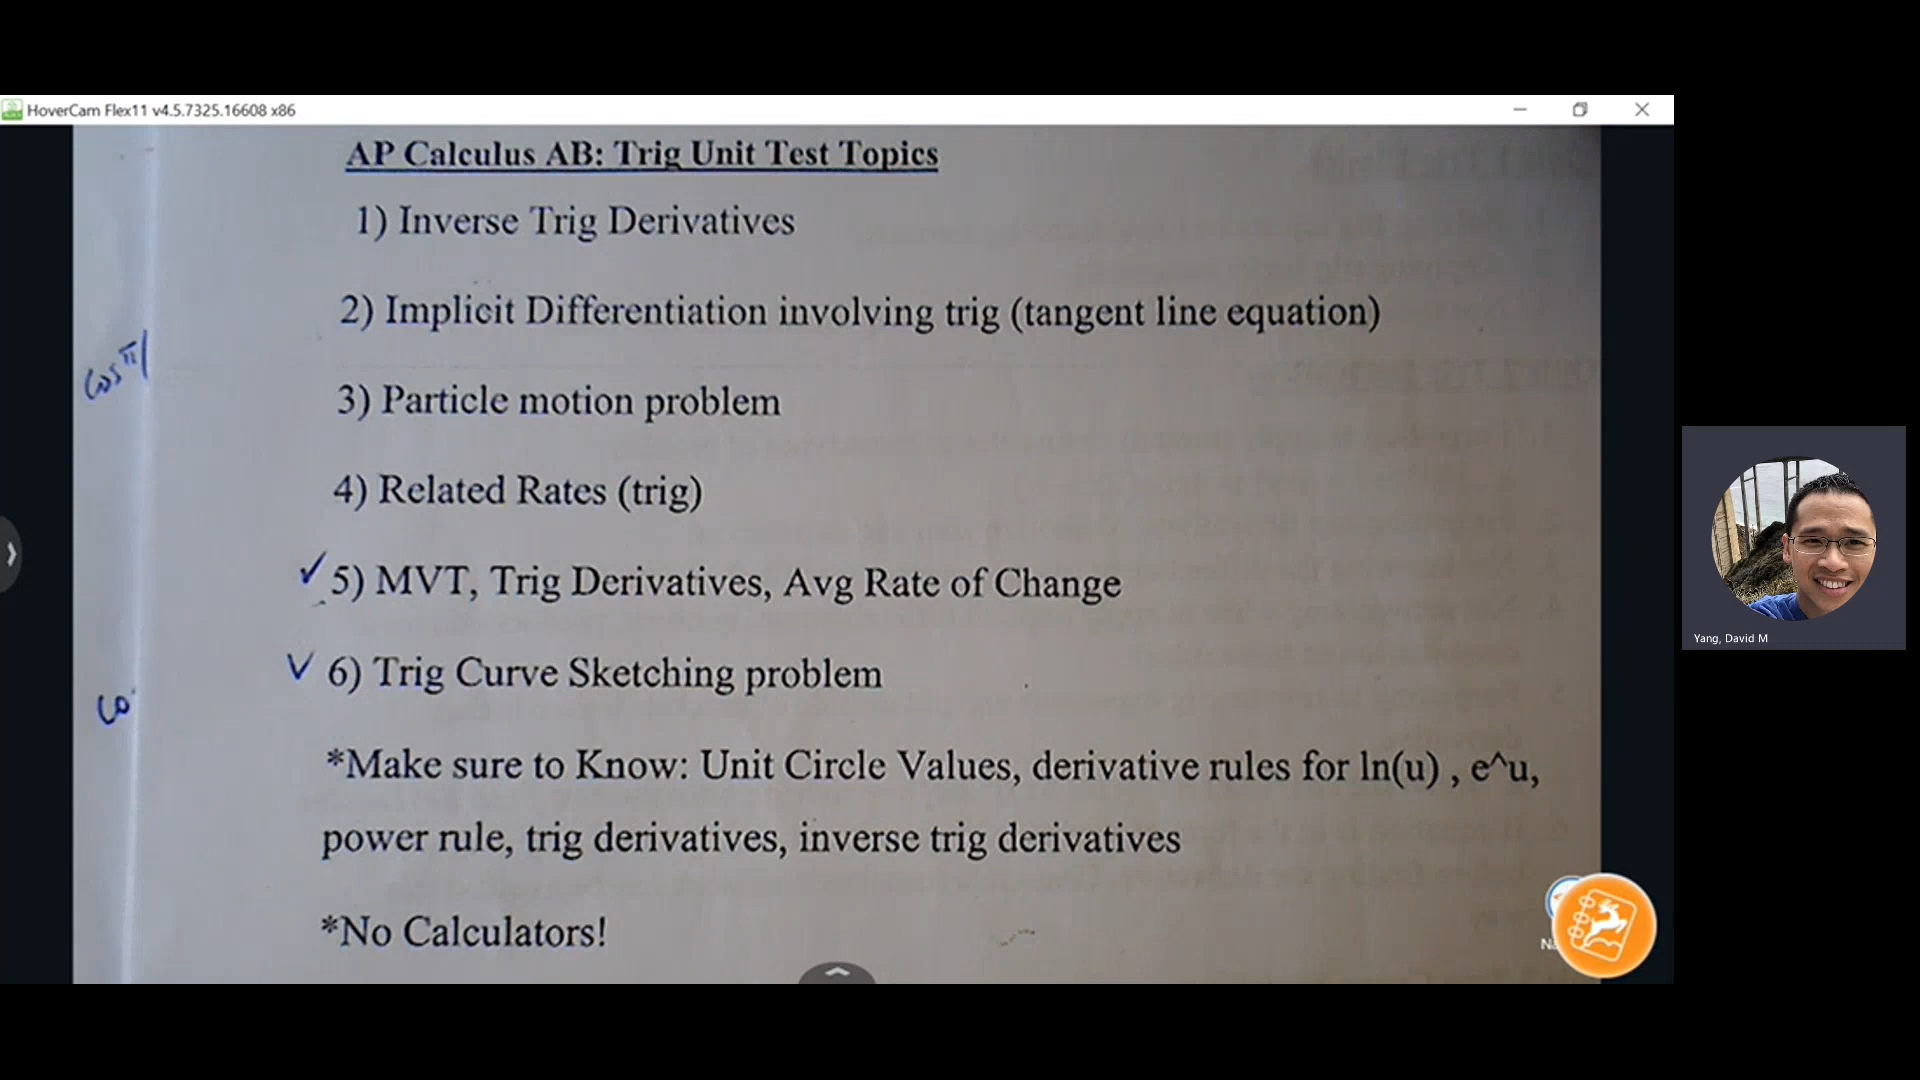 HoverCam Flex11 v4.5.7325.16608 x86
AP Calculus AB: Trig Unit Test Topics
1) Inverse Trig Derivatives
2) Implicit Differentiation involving trig (tangent line equation)
cos π
3) Particle motion problem
4) Related Rates (trig)
✓5) MVT, Trig Derivatives, Avg Rate of Change
✓ 6) Trig Curve Sketching problem
co
*Make sure to Know: Unit Circle Values, derivative rules for ln(u) , e^u,
power rule, trig derivatives, inverse trig derivatives
*No Calculators!
Yang, David M